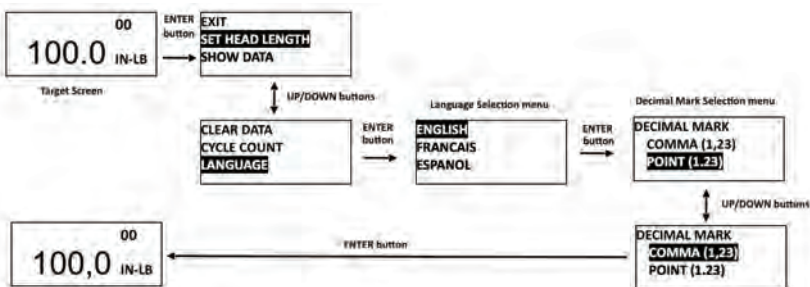 00
100.0 IN-LB
Target Screen
ENTER
button
EXIT
SET HEAD LENGTH
SHOW DATA
UP/DOWN buttons
CLEAR DATA
CYCLE COUNT
LANGUAGE
ENTER
button
Language Selection menu
ENGLISH
FRANCAIS
ESPANOL
ENTER
button
Decimal Mark Selection menu
DECIMAL MARK
COMMA (1,23)
POINT (1.23)
UP/DOWN buttons
DECIMAL MARK
COMMA (1,23)
POINT (1.23)
ENTER button
00
100,0 IN-LB